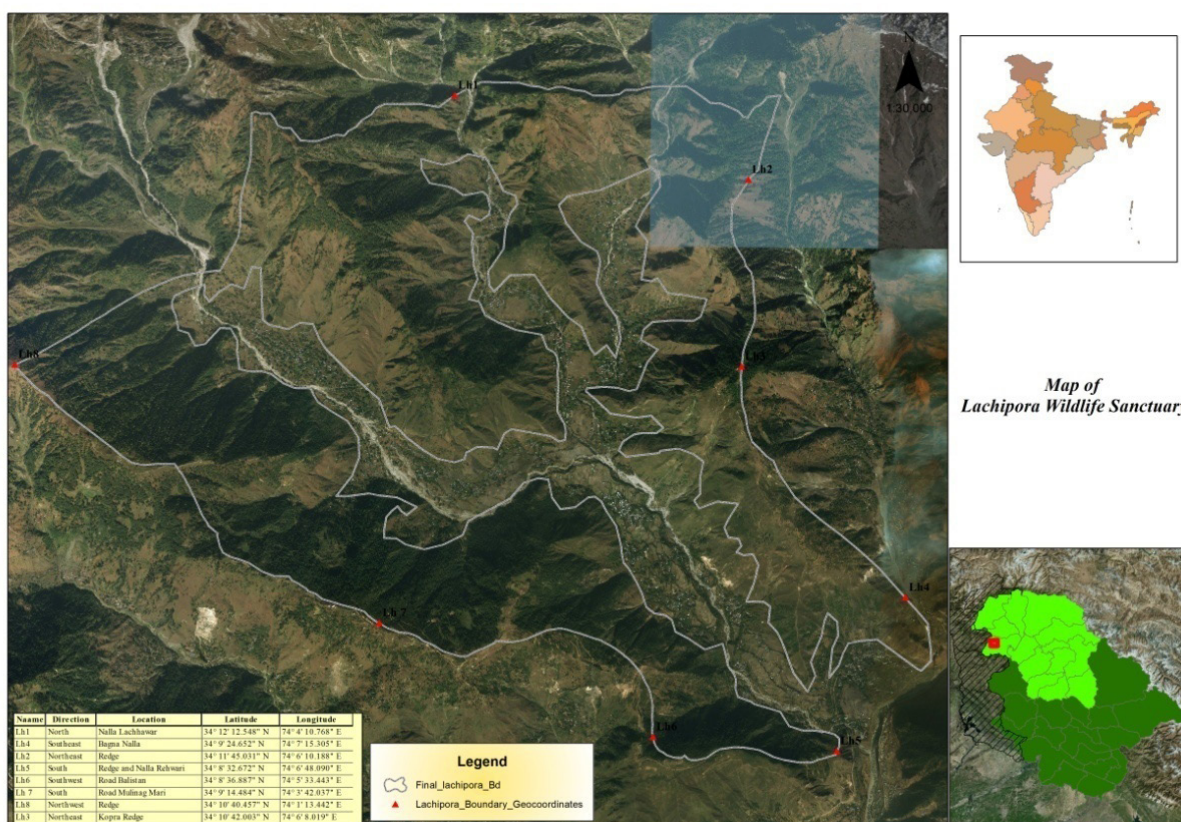 N
1:30,000
Lh1
Lh2
Lh3
Lh8
Lh4
Lh 7
Lh6
Lh5
Map of
Lachipora Wildlife Sanctuary
Naame Direction Location Latitude Longitude
Lh1 North Nalla Lachhawar 34° 12' 12.548" N 74° 4' 10.768" E
Lh4 Southeast Bagna Nalla 34° 9' 24.652" N 74° 7' 15.305" E
Lh2 Northeast Redge 34° 11' 45.031" N 74° 6' 10.188" E
Lh5 South Redge and Nalla Rehwari 34° 8' 32.672" N 74° 6' 48.090" E
Lh6 Southwest Road Bulistan 34° 8' 36.887" N 74° 5' 33.443" E
Lh 7 South Road Mulinag Mari 34° 9' 14.484" N 74° 3' 42.037" E
Lh8 Northwest Redge 34° 10' 40.457" N 74° 1' 13.442" E
Lh3 Northeast Kopra Redge 34° 10' 42.003" N 74° 6' 8.019" E
Legend
Final_lachipora_Bd
Lachipora_Boundary_Geocoordinates